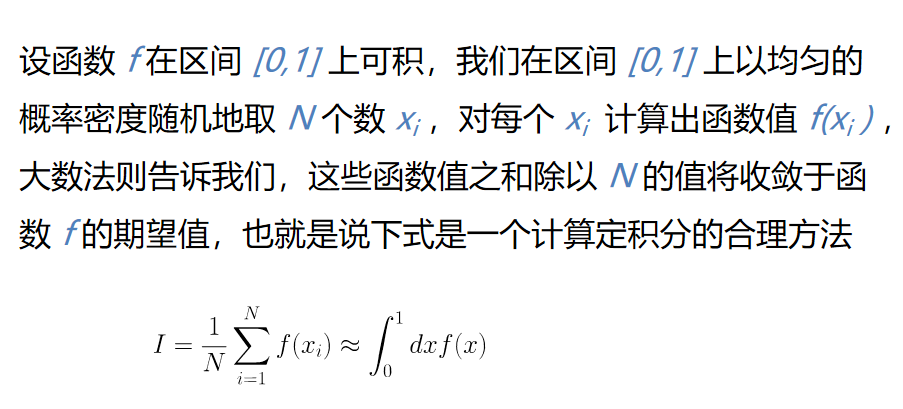 设函数 f 在区间 [0,1] 上可积，我们在区间 [0,1] 上以均匀的
概率密度随机地取 N 个数 xᵢ ，对每个 xᵢ 计算出函数值 f(xᵢ )，
大数法则告诉我们，这些函数值之和除以 N 的值将收敛于函
数 f 的期望值，也就是说下式是一个计算定积分的合理方法
I = \frac{1}{N} \sum_{i=1}^{N} f(x_i) ≈ \int_0^1 dxf(x)